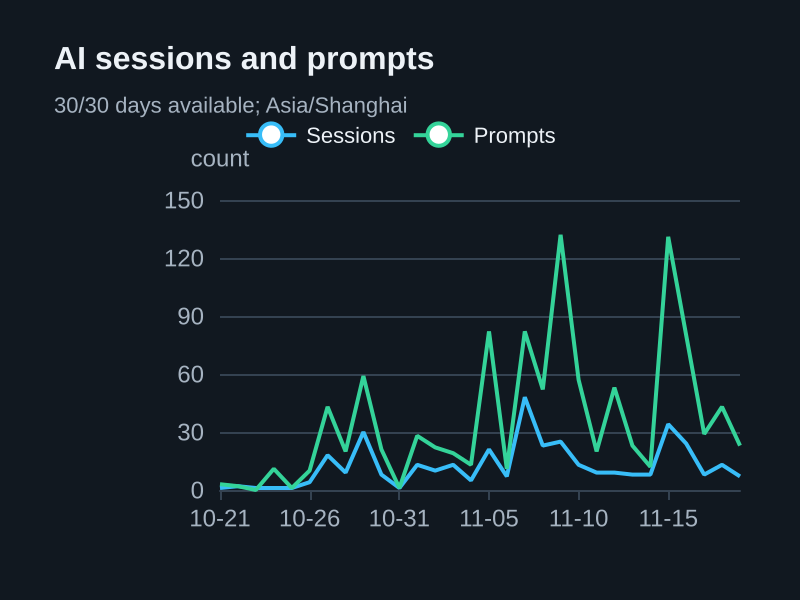 AI sessions and prompts
30/30 days available; Asia/Shanghai
Sessions Prompts
count
150
120
90
60
30
0
10-21 10-26 10-31 11-05 11-10 11-15